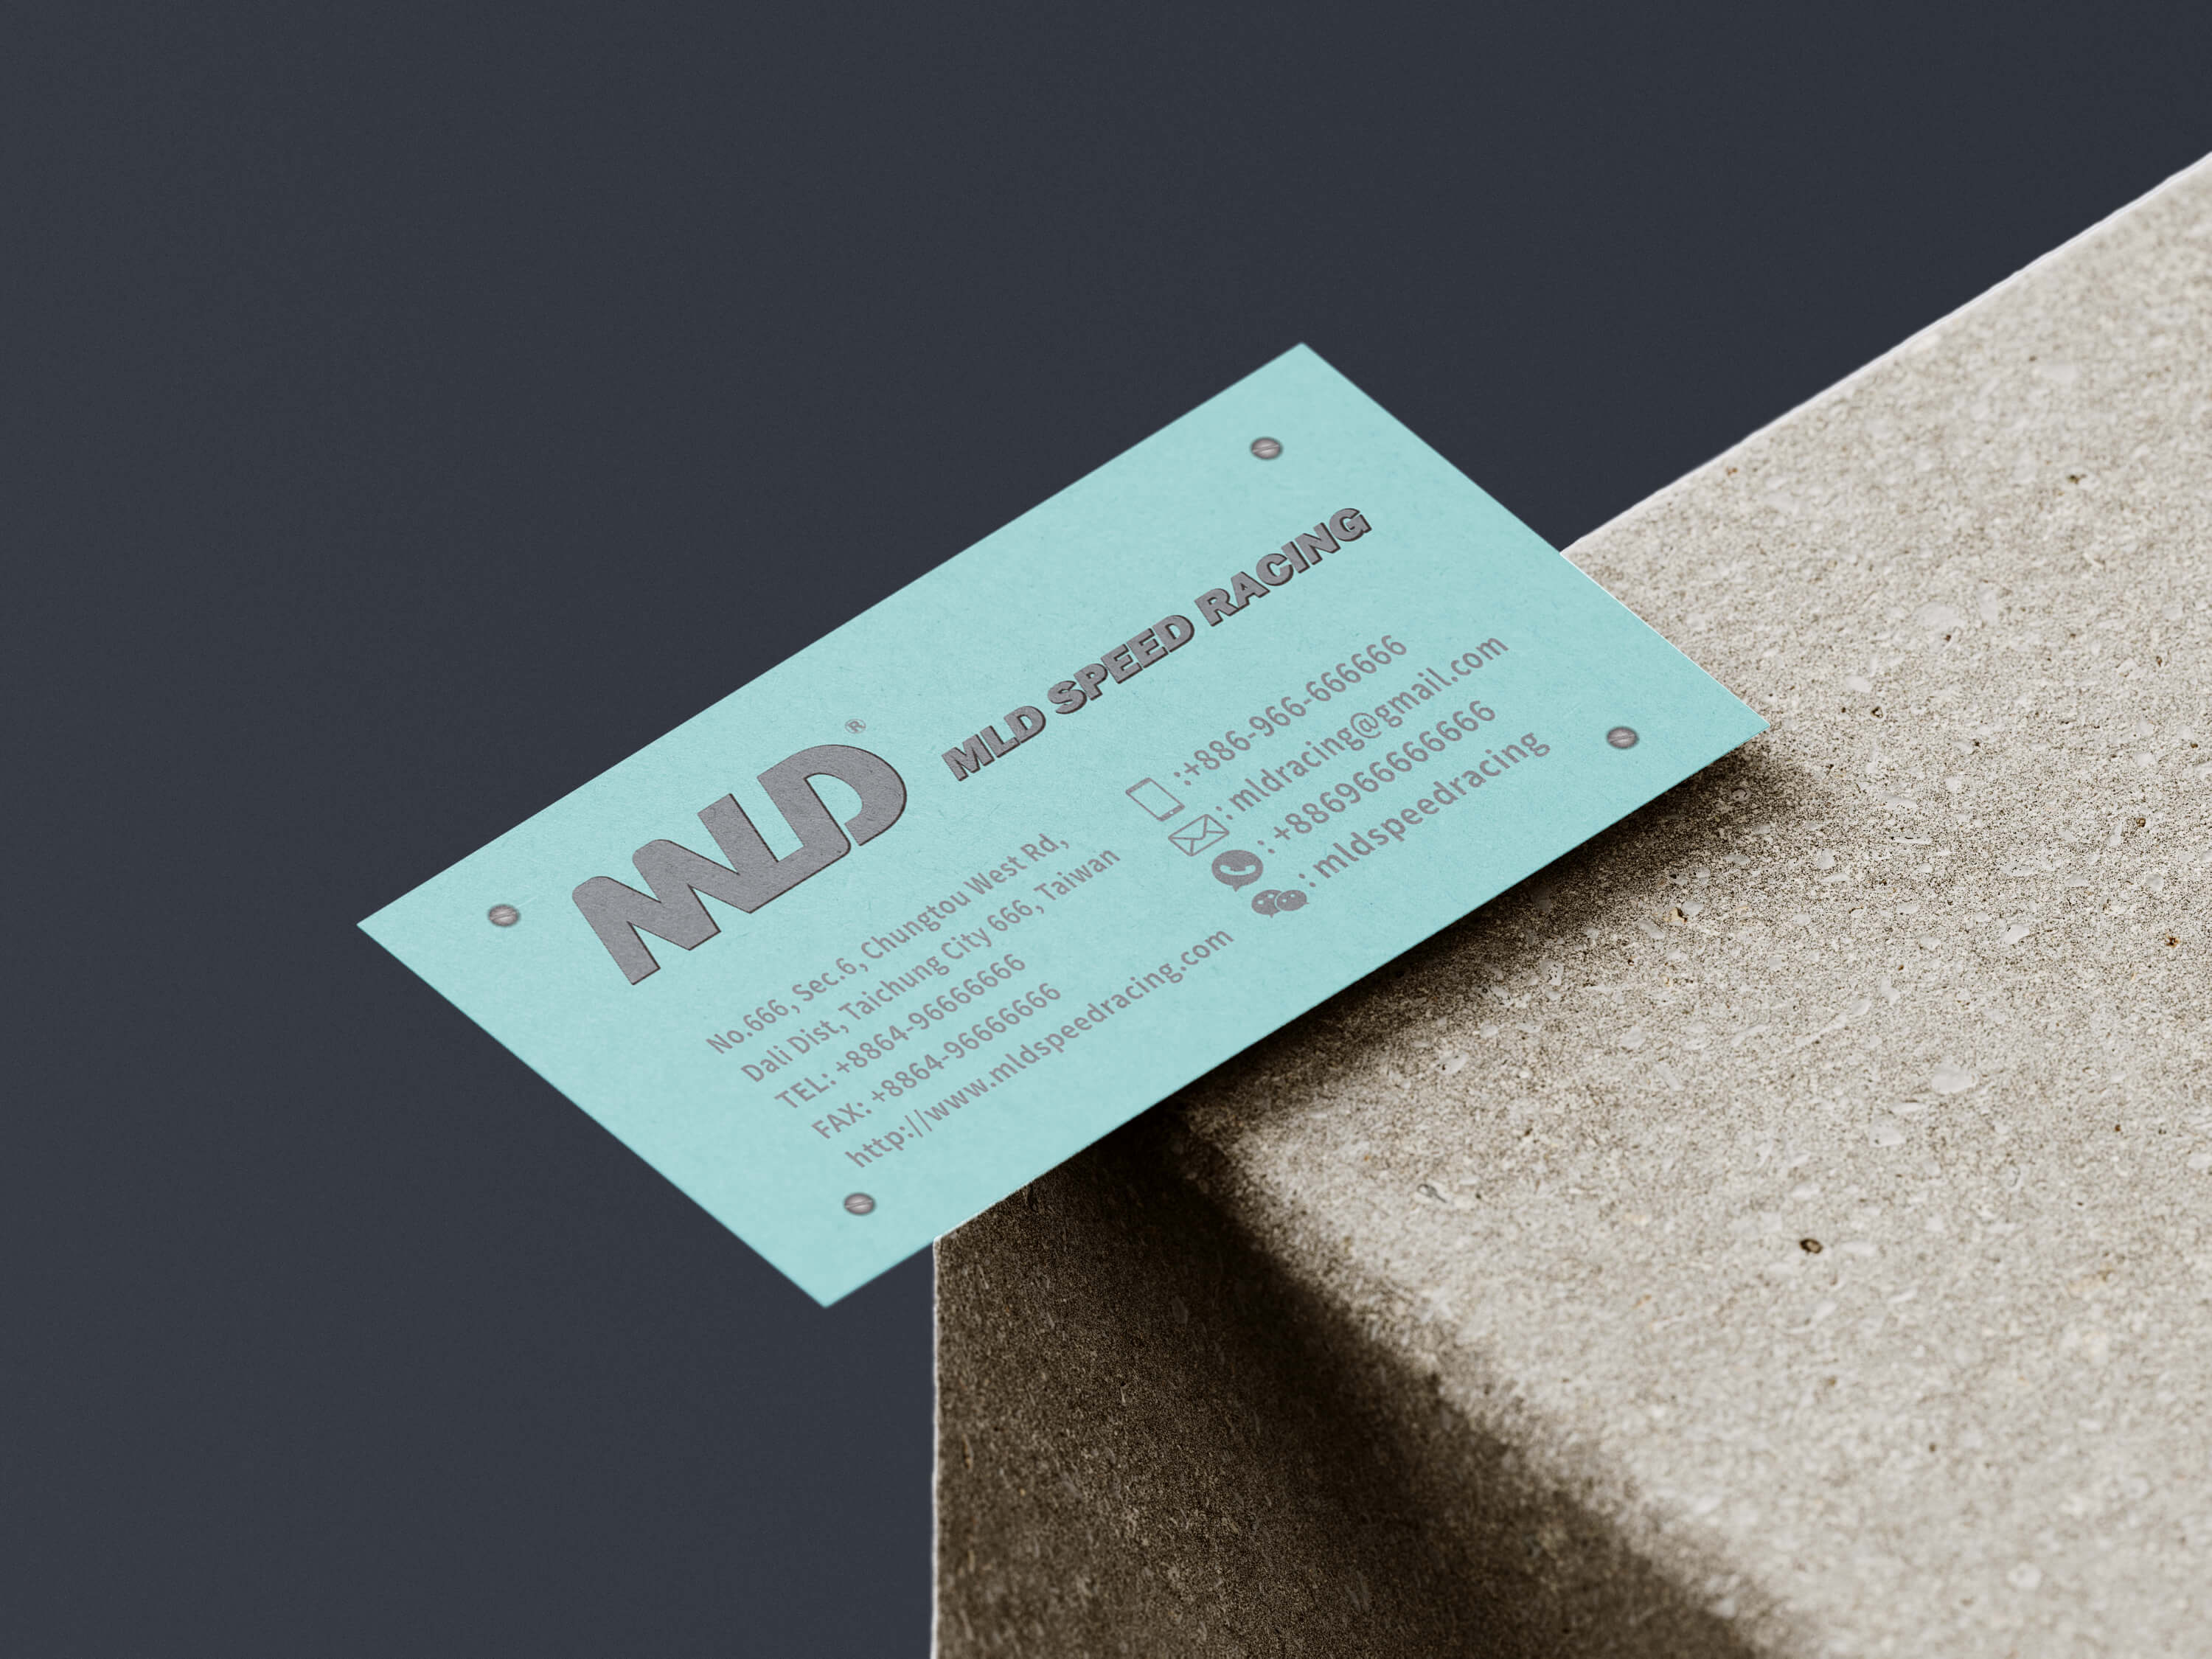 MLD®
MLD SPEED RACING
No.666, Sec.6, Chungtou West Rd,
Dali Dist, Taichung City 666, Taiwan
TEL: +8864-96666666
FAX: +8864-96666666
http://www.mldspeedracing.com
:+886-966-666666
: mldracing@gmail.com
: +886966666666
: mldspeedracing